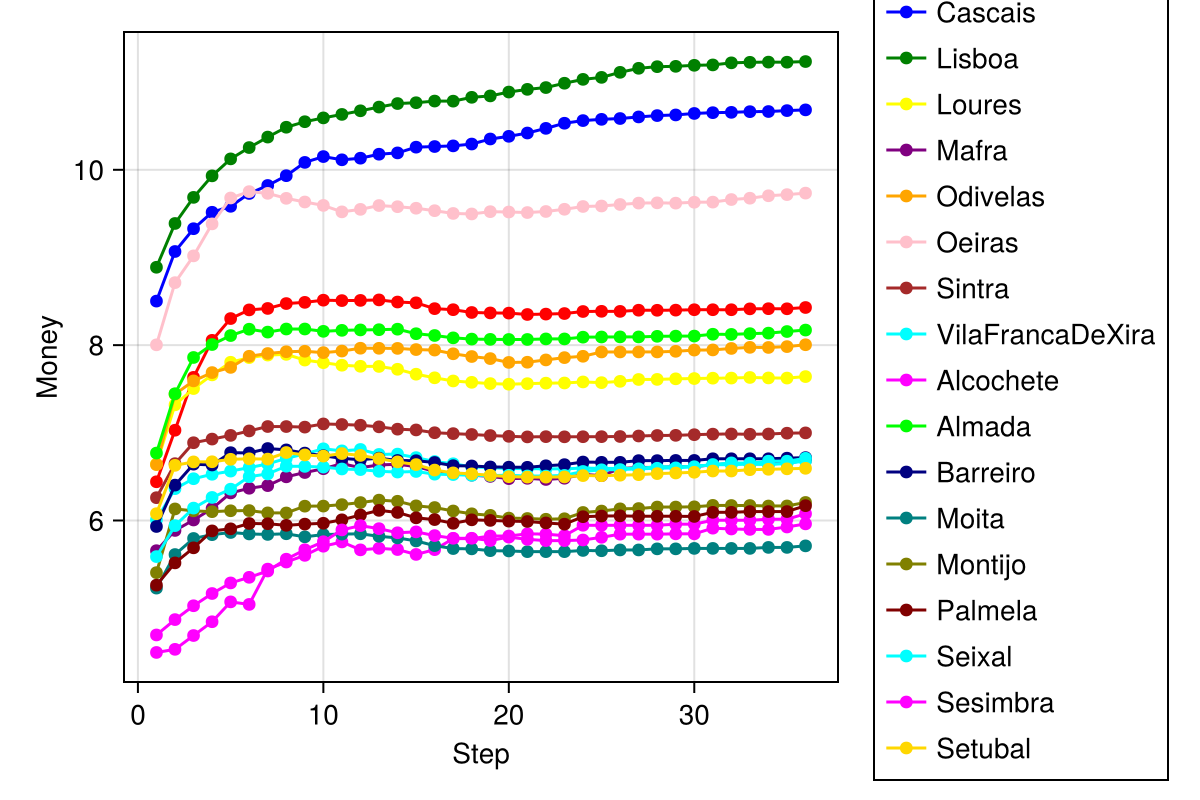 Money
10
8
6
0
10
20
30
Step
Cascais
Lisboa
Loures
Mafra
Odivelas
Oeiras
Sintra
VilaFrancaDeXira
Alcochete
Almada
Barreiro
Moita
Montijo
Palmela
Seixal
Sesimbra
Setubal